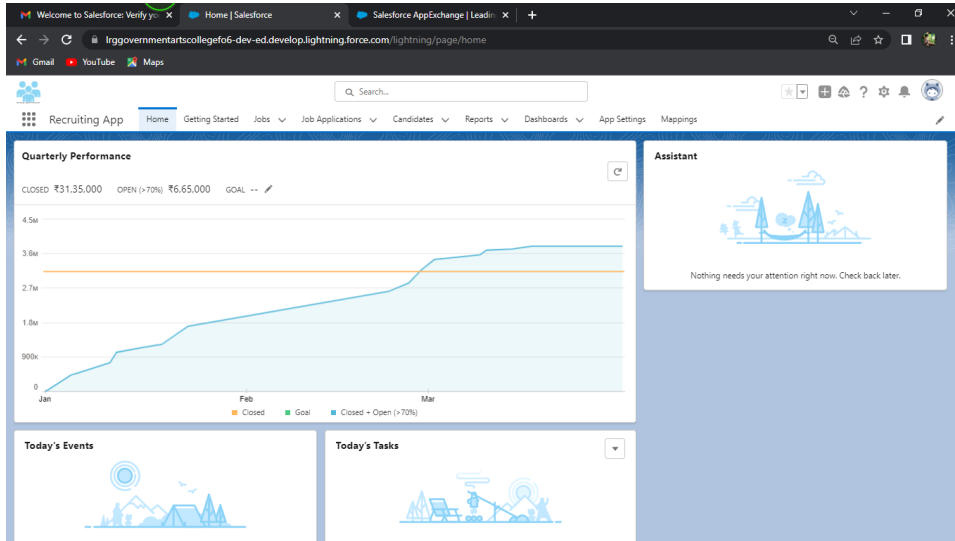 Welcome to Salesforce: Verify yo
Home | Salesforce
Salesforce AppExchange | Leadin
lrggovernmentartscollegefo6-dev-ed.develop.lightning.force.com/lightning/page/home
Gmail
YouTube
Maps
Search...
Recruiting App
Home
Getting Started
Jobs
Job Applications
Candidates
Reports
Dashboards
App Settings
Mappings
Quarterly Performance
CLOSED ₹31,35,000 OPEN (>70%) ₹6,65,000 GOAL --
4.5M
3.6M
2.7M
1.8M
900K
0
Jan Feb Mar
Closed Goal Closed + Open (>70%)
Assistant
Nothing needs your attention right now. Check back later.
Today's Events
Today's Tasks